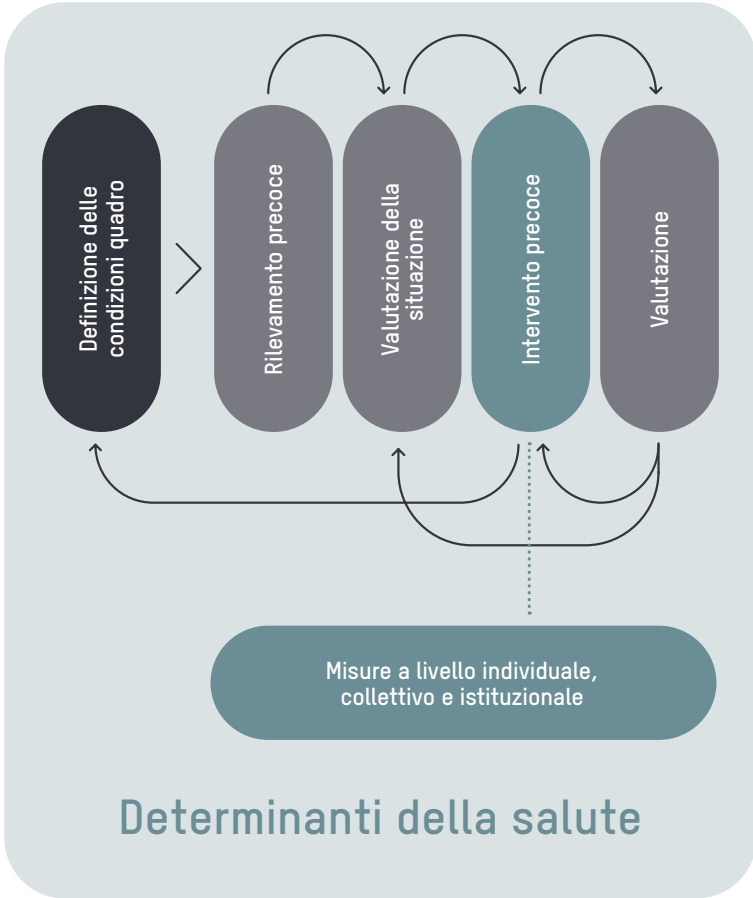 Definizione delle
condizioni quadro
Rilevamento precoce
Valutazione della
situazione
Intervento precoce
Valutazione
Misure a livello individuale,
collettivo e istituzionale
Determinanti della salute